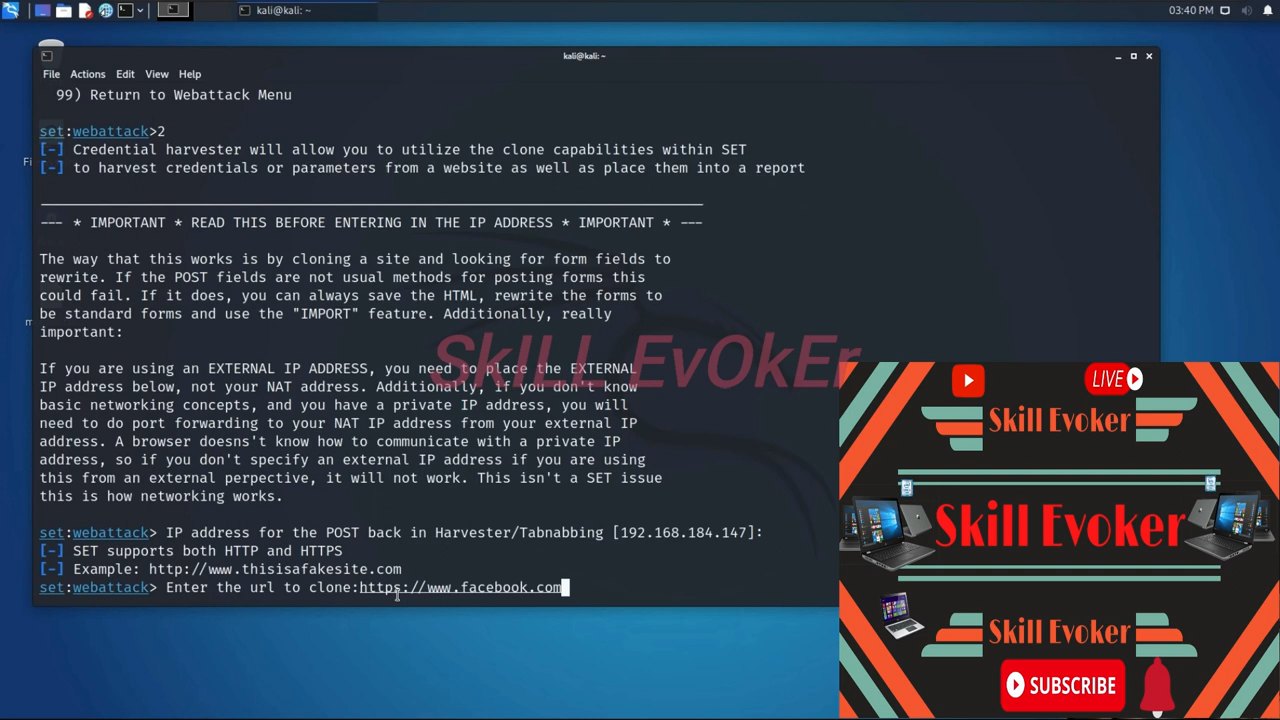 03:40 PM
kali@kali: ~
kali@kali: ~
File Actions Edit View Help
99) Return to Webattack Menu
set:webattack>2
[-] Credential harvester will allow you to utilize the clone capabilities within SET
[-] to harvest credentials or parameters from a website as well as place them into a report
--- * IMPORTANT * READ THIS BEFORE ENTERING IN THE IP ADDRESS * IMPORTANT * ---
The way that this works is by cloning a site and looking for form fields to
rewrite. If the POST fields are not usual methods for posting forms this
could fail. If it does, you can always save the HTML, rewrite the forms to
be standard forms and use the "IMPORT" feature. Additionally, really
important:
If you are using an EXTERNAL IP ADDRESS, you need to place the EXTERNAL
IP address below, not your NAT address. Additionally, if you don't know
basic networking concepts, and you have a private IP address, you will
need to do port forwarding to your NAT IP address from your external IP
address. A browser doesns't know how to communicate with a private IP
address, so if you don't specify an external IP address if you are using
this from an external perpective, it will not work. This isn't a SET issue
this is how networking works.
set:webattack> IP address for the POST back in Harvester/Tabnabbing [192.168.184.147]:
[-] SET supports both HTTP and HTTPS
[-] Example: http://www.thisisafakesite.com
set:webattack> Enter the url to clone:https://www.facebook.com
SkILL EvOkEr
LIVE
Skill Evoker
Skill Evoker
Skill Evoker
SUBSCRIBE